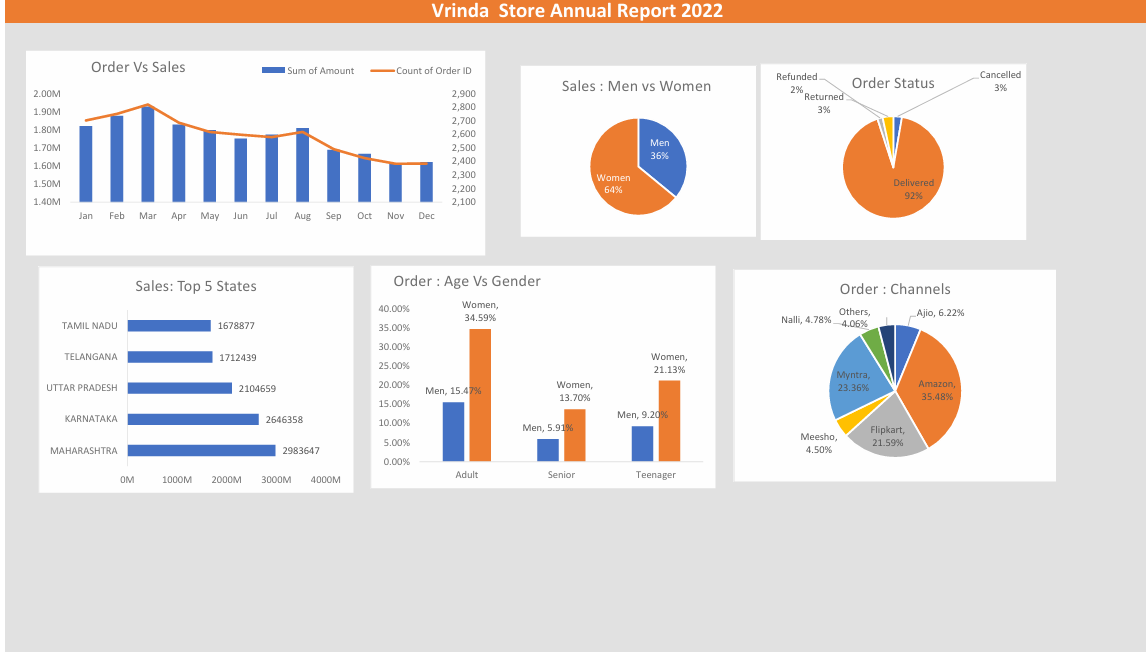 Vrinda  Store Annual Report 2022
Order Vs Sales
Sum of Amount
Count of Order ID
2.00M
1.90M
1.80M
1.70M
1.60M
1.50M
1.40M
2,900
2,800
2,700
2,600
2,500
2,400
2,300
2,200
2,100
Jan Feb Mar Apr May Jun Jul Aug Sep Oct Nov Dec
Sales : Men vs Women
Men
36%
Women
64%
Order Status
Refunded
2%
Returned
3%
Cancelled
3%
Delivered
92%
Sales: Top 5 States
TAMIL NADU 1678877
TELANGANA 1712439
UTTAR PRADESH 2104659
KARNATAKA 2646358
MAHARASHTRA 2983647
0M 1000M 2000M 3000M 4000M
Order : Age Vs Gender
40.00%
35.00%
30.00%
25.00%
20.00%
15.00%
10.00%
5.00%
0.00%
Men, 15.47%
Women,
34.59%
Men, 5.91%
Women,
13.70%
Men, 9.20%
Women,
21.13%
Adult Senior Teenager
Order : Channels
Nalli, 4.78%
Others,
4.06%
Ajio, 6.22%
Myntra,
23.36%
Amazon,
35.48%
Meesho,
4.50%
Flipkart,
21.59%